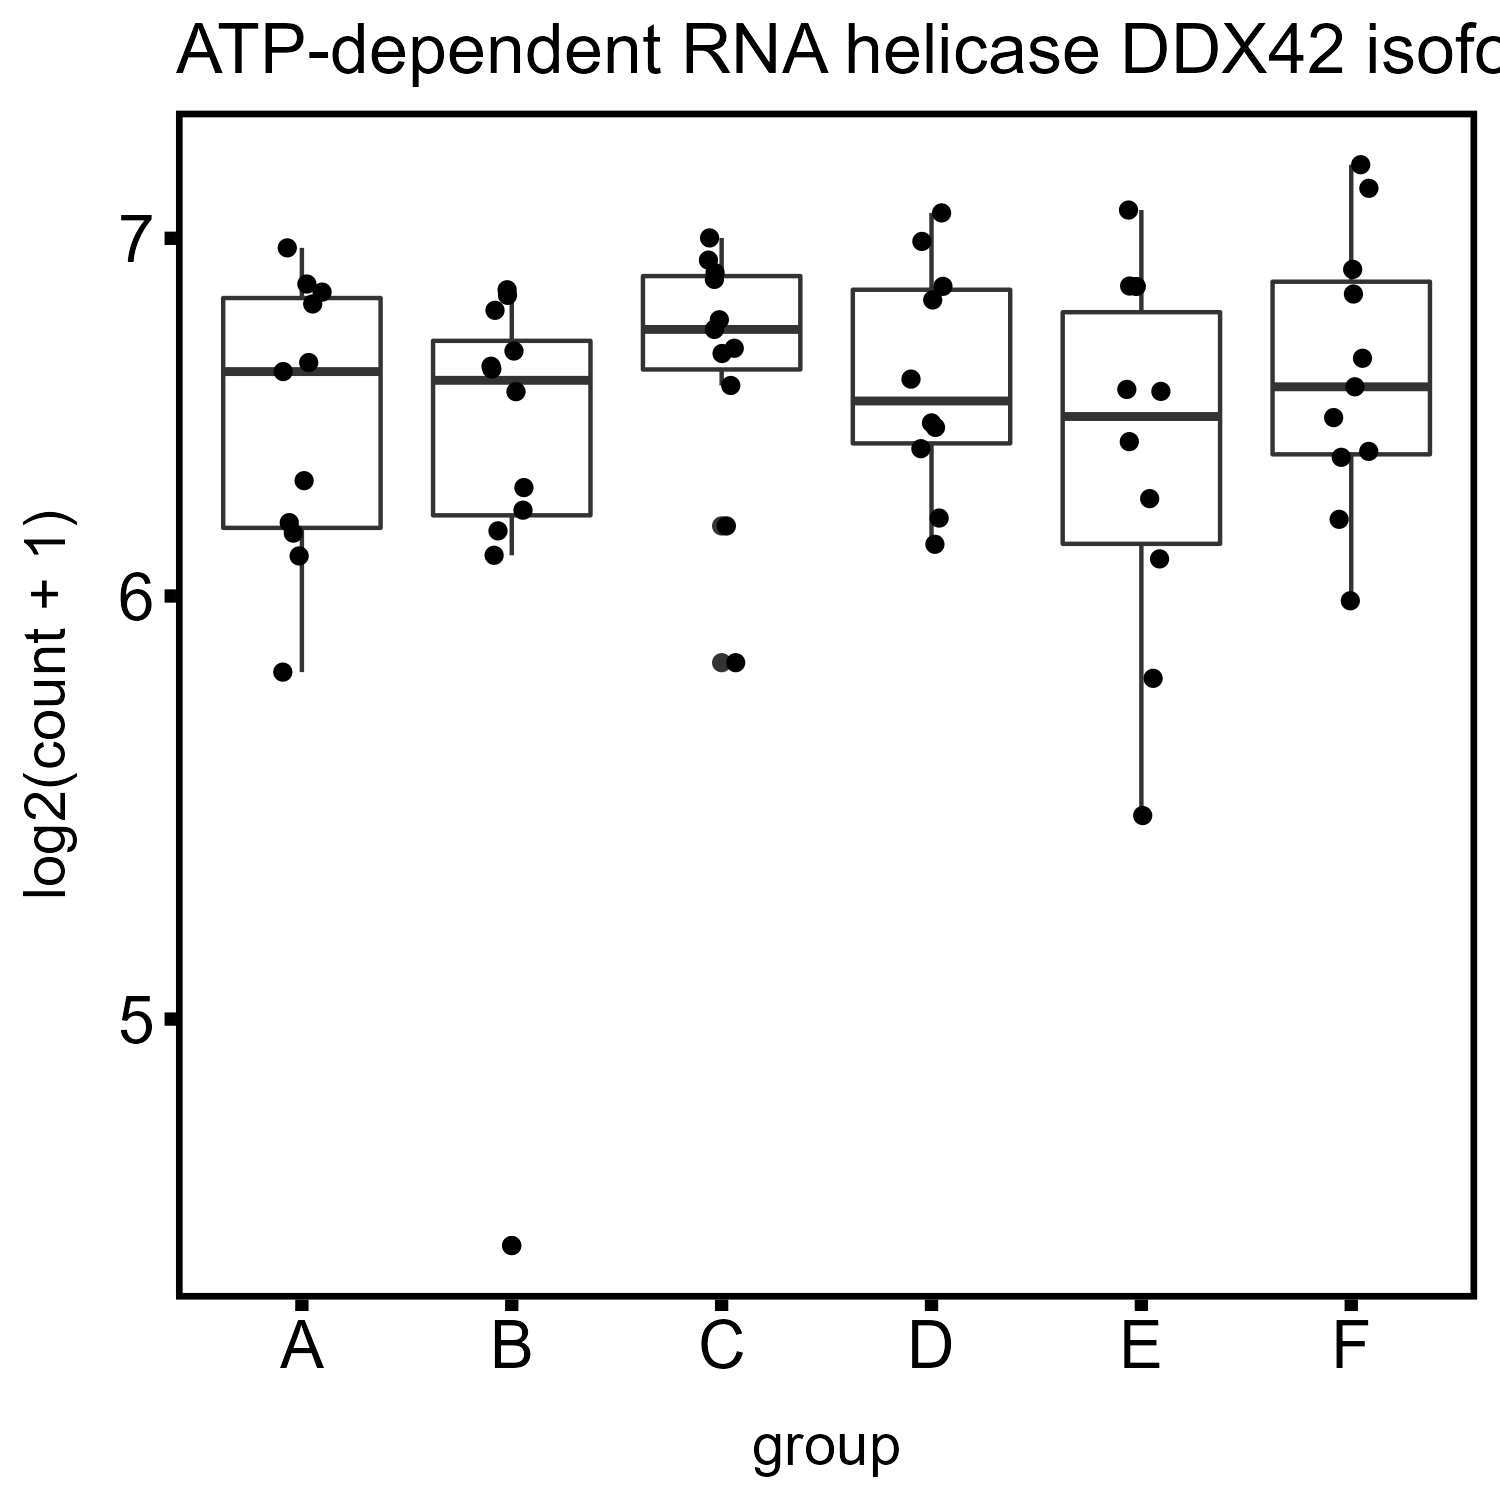 ATP-dependent RNA helicase DDX42 isofo
7
6
5
log2(count + 1)
A B C D E F
group